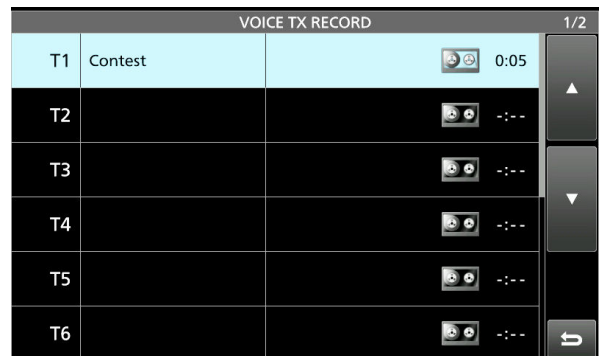 VOICE TX RECORD 1/2
T1 Contest 0:05
T2 -:--
T3 -:--
T4 -:--
T5 -:--
T6 -:--